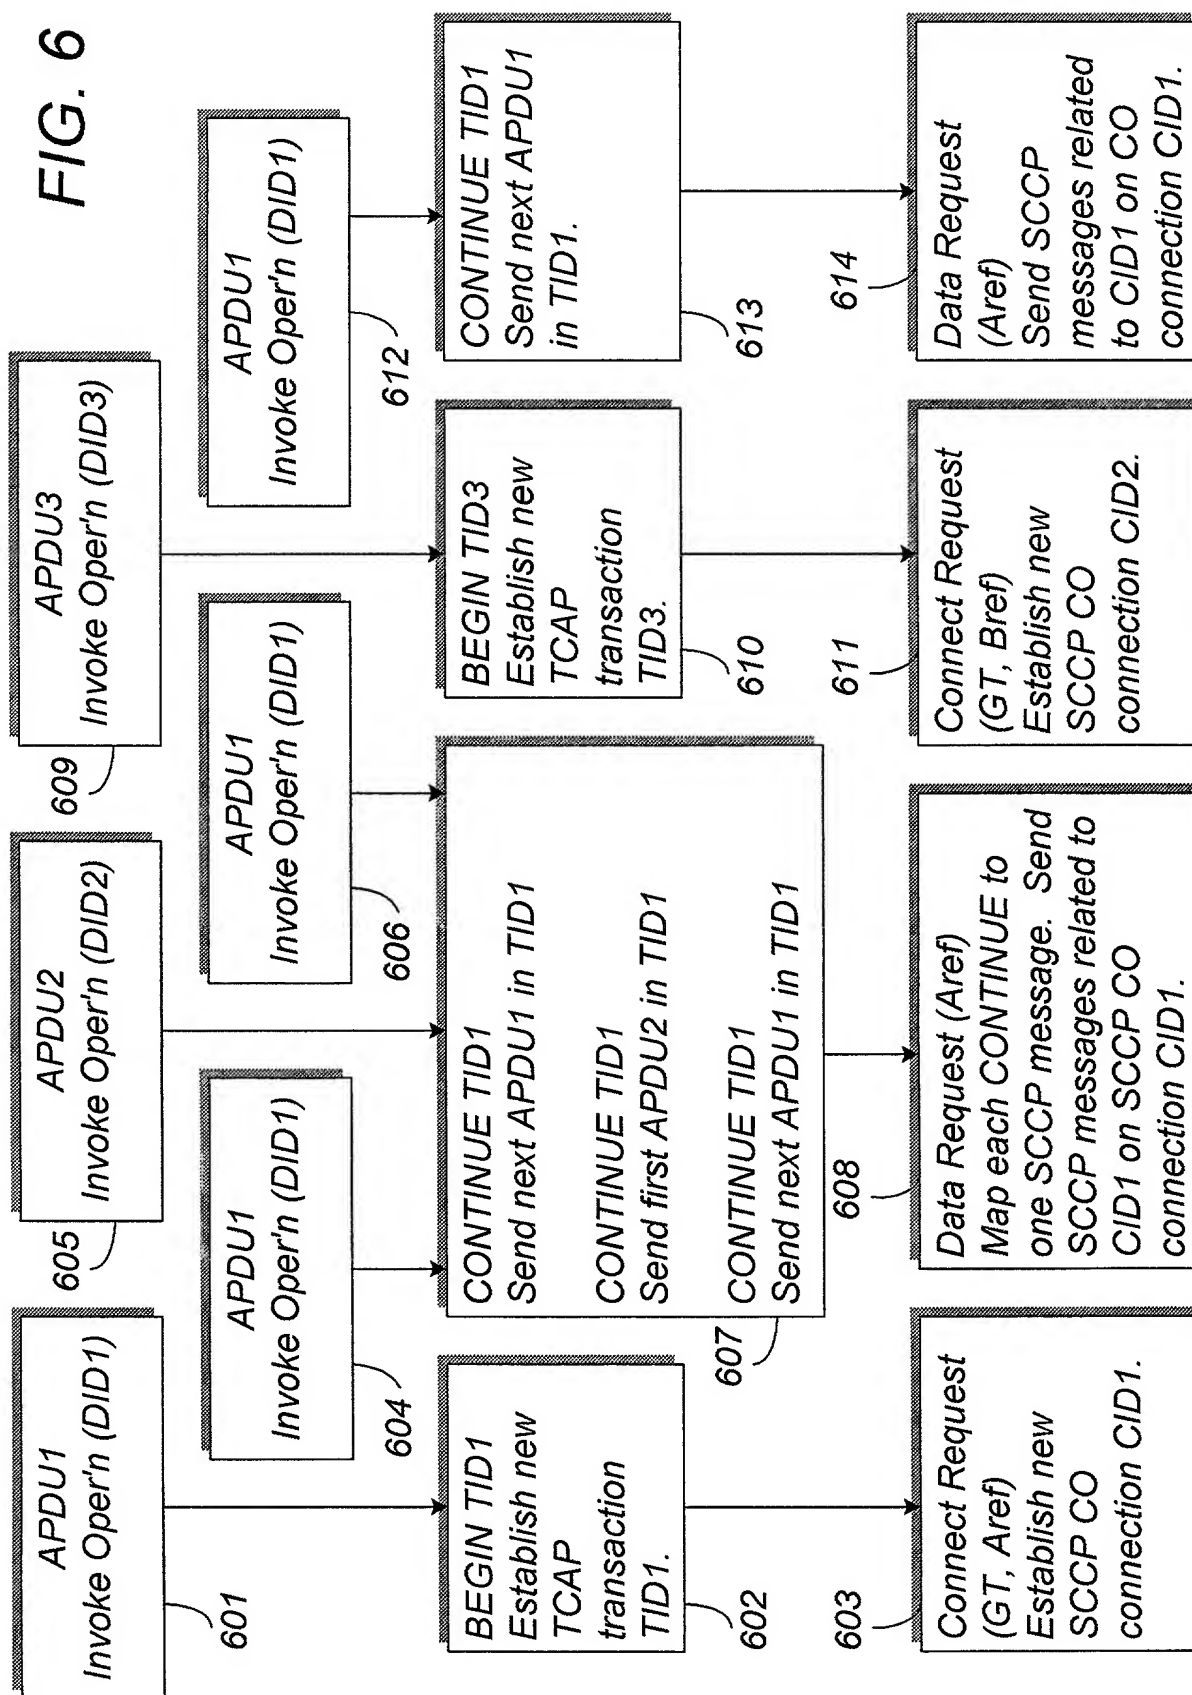 FIG. 6
APDU1
Invoke Oper'n (DID1)
601
BEGIN TID1
Establish new
TCAP
transaction
TID1.
602
Connect Request
(GT, Aref)
Establish new
SCCP CO
connection CID1.
603
APDU1
Invoke Oper'n (DID1)
604
APDU2
Invoke Oper'n (DID2)
605
APDU1
Invoke Oper'n (DID1)
606
CONTINUE TID1
Send next APDU1 in TID1
CONTINUE TID1
Send first APDU2 in TID1
CONTINUE TID1
Send next APDU1 in TID1
607
Data Request (Aref)
Map each CONTINUE to
one SCCP message. Send
SCCP messages related to
CID1 on SCCP CO
connection CID1.
608
APDU3
Invoke Oper'n (DID3)
609
BEGIN TID3
Establish new
TCAP
transaction
TID3.
610
Connect Request
(GT, Bref)
Establish new
SCCP CO
connection CID2.
611
APDU1
Invoke Oper'n (DID1)
612
CONTINUE TID1
Send next APDU1
in TID1.
613
Data Request
(Aref)
Send SCCP
messages related
to CID1 on CO
connection CID1.
614